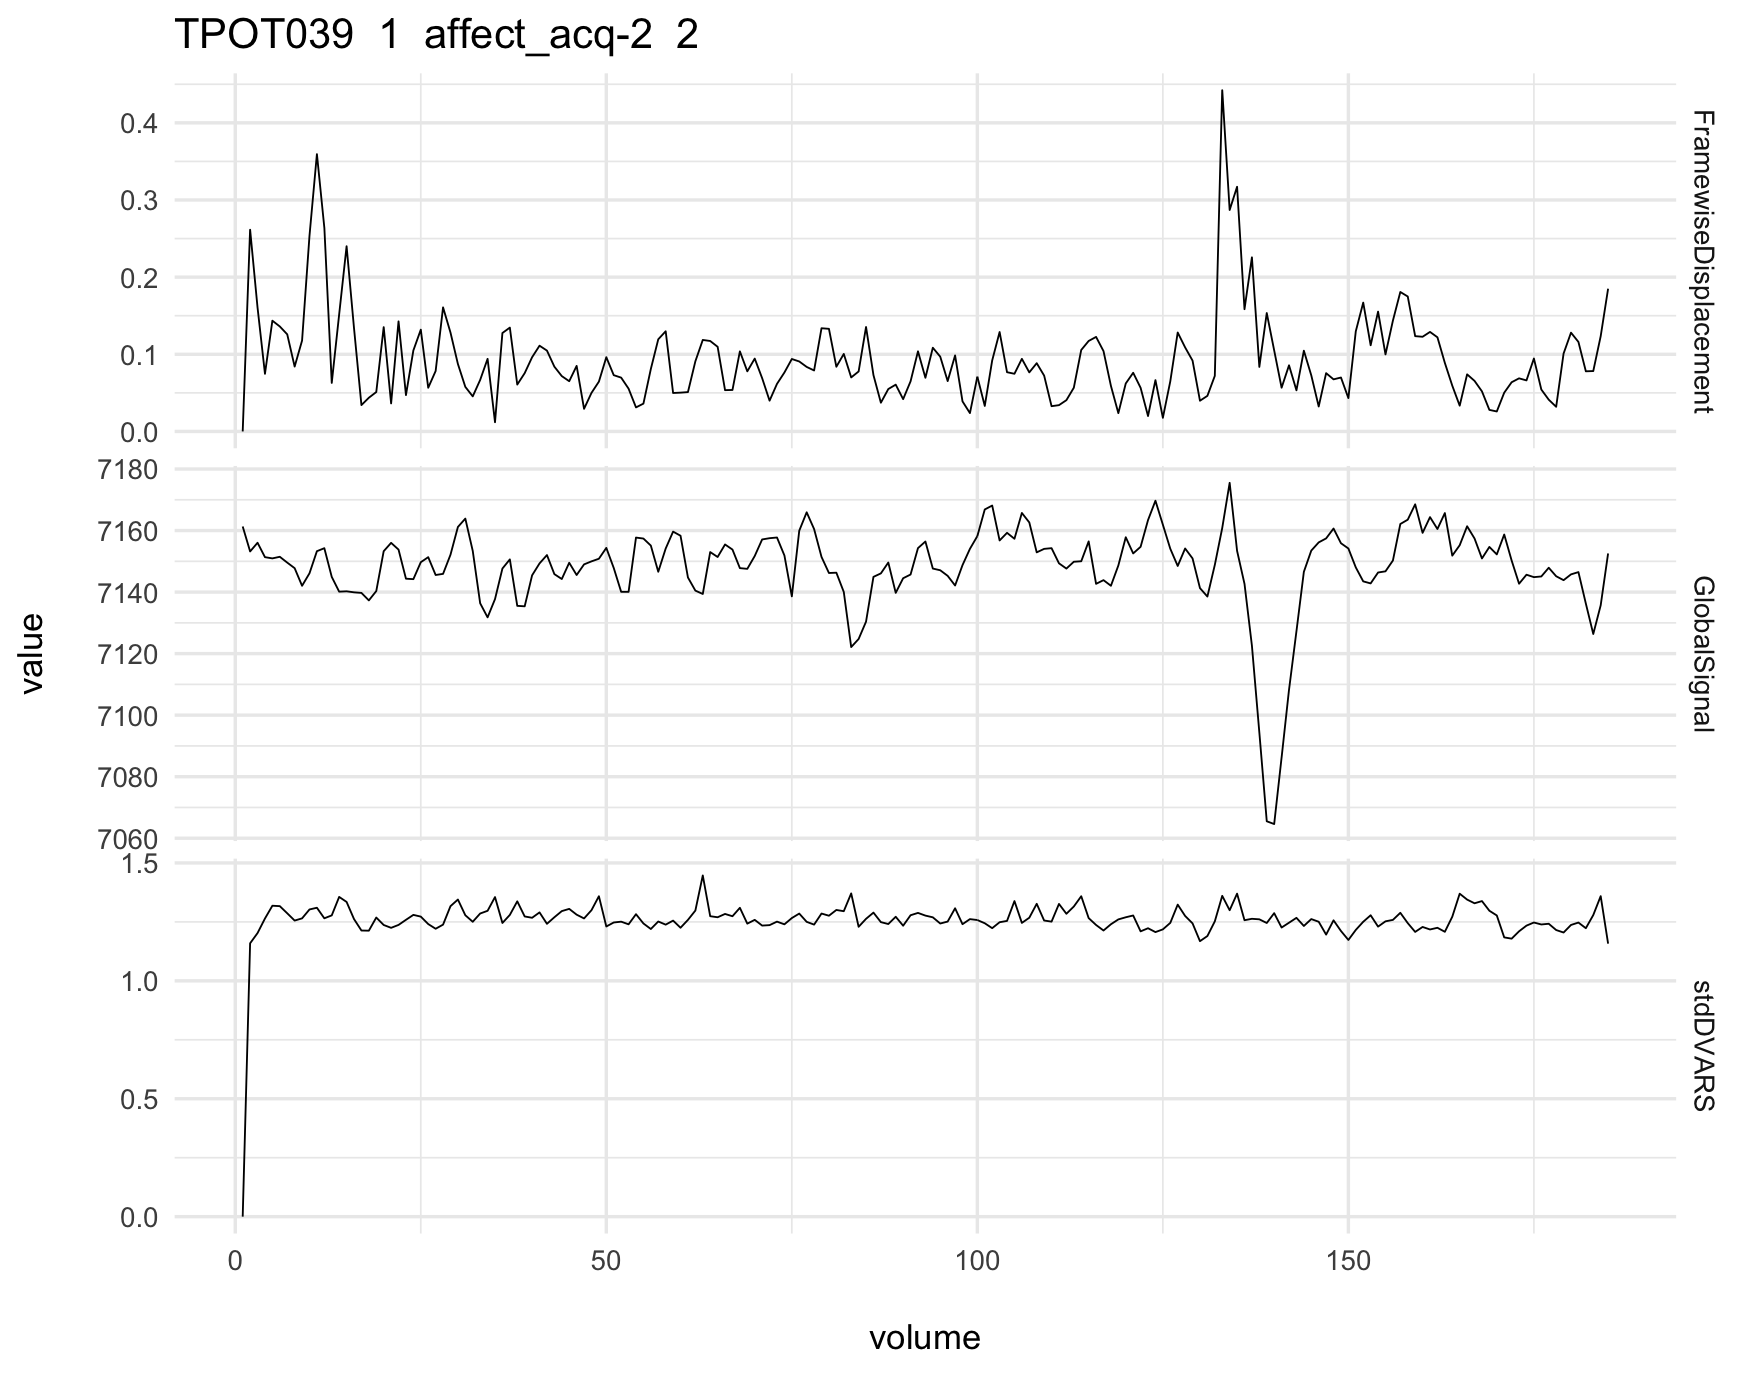 TPOT039 1 affect_acq-2 2
0.4
0.3
0.2
0.1
0.0
FramewiseDisplacement
7180
7160
7140
7120
7100
7080
7060
GlobalSignal
1.5
1.0
0.5
0.0
stdDVARS
value
0 50 100 150
volume